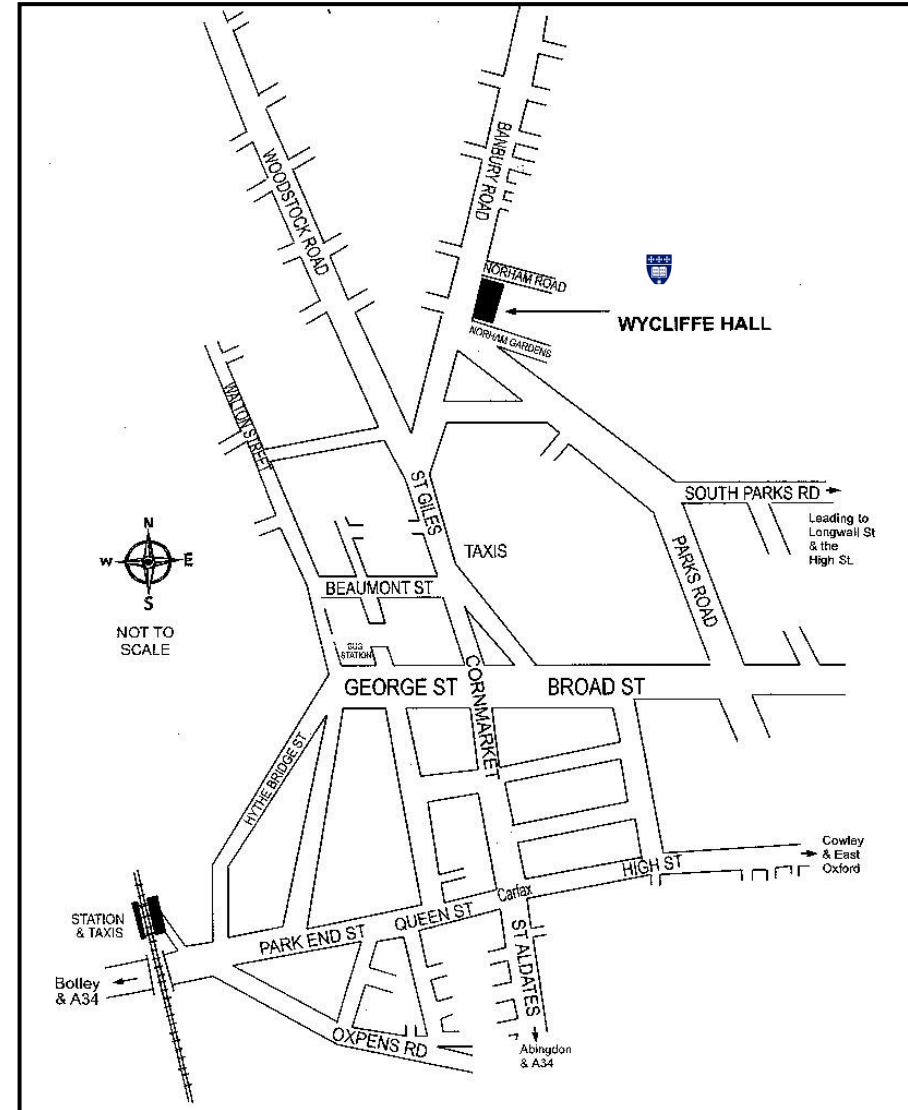 WOODSTOCK ROAD
BANBURY ROAD
NORHAM ROAD
WYCLIFFE HALL
NORHAM GARDENS
WALTON STREET
ST GILES
SOUTH PARKS RD
Leading to
Longwall St
& the
High St.
TAXIS
PARKS ROAD
N
W
E
S
NOT TO
SCALE
BEAUMONT ST
BUS
STATION
GEORGE ST
CORNMARKET
BROAD ST
HYTHE BRIDGE ST
Cowley
& East
Oxford
HIGH ST
Carfax
QUEEN ST
STATION
& TAXIS
PARK END ST
ST ALDATES
Botley
& A34
OXPENS RD
Abingdon
& A34